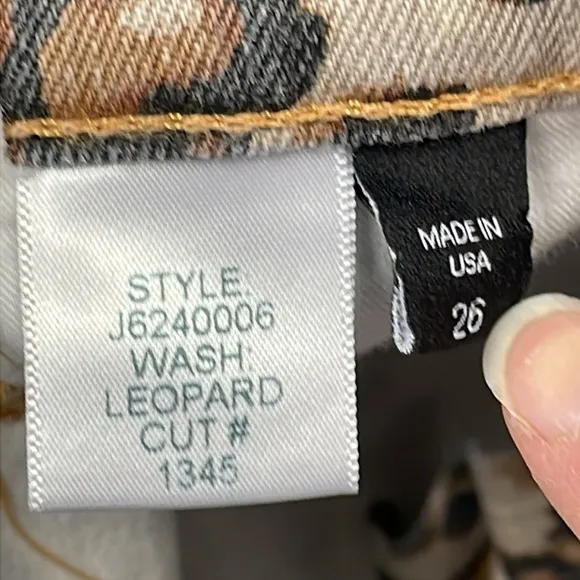 STYLE:
J6240006
WASH:
LEOPARD
CUT #
1345
MADE IN
USA
26